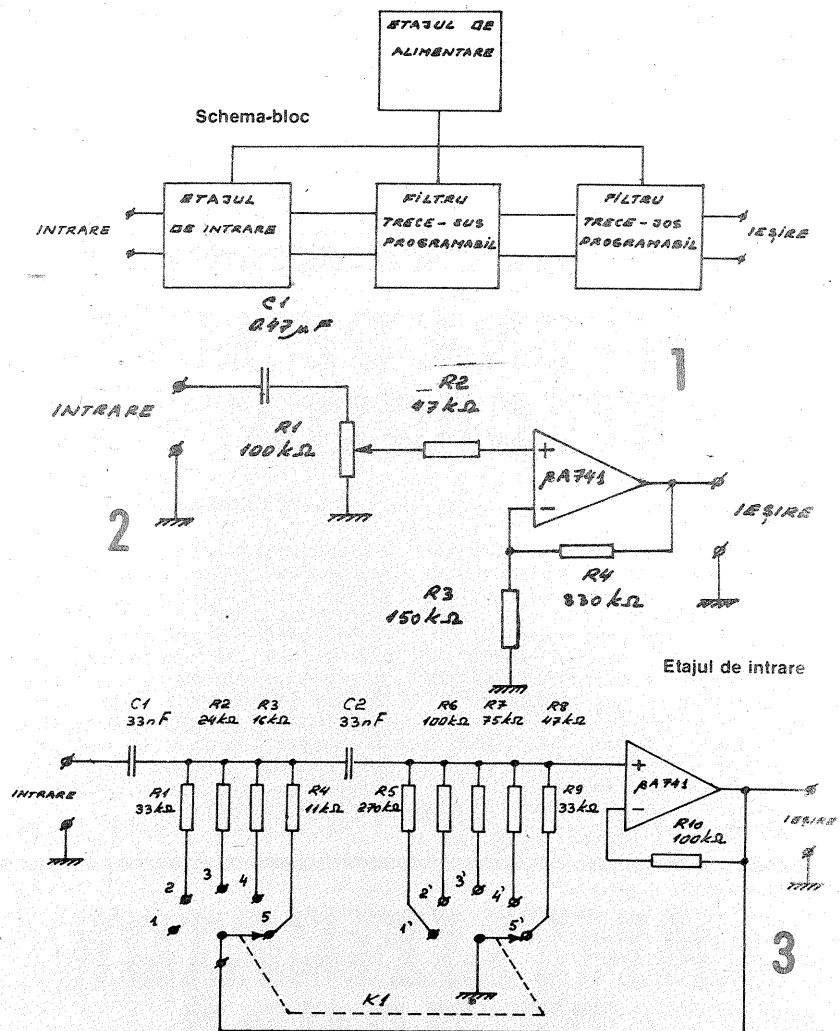 ETAJUL DE
ALIMENTARE
Schema-bloc
INTRARE
ETAJUL
DE INTRARE
FILTRU
TRECE-SUS
PROGRAMABIL
FILTRU
TRECE-JOS
PROGRAMABIL
IEȘIRE
C1
0.47µF
1
INTRARE
R1
100kΩ
R2
47kΩ
+
-
βA741
IEȘIRE
2
R3
150kΩ
R4
330kΩ
Etajul de intrare
C1
33nF
R2
24kΩ
R3
16kΩ
C2
33nF
R6
100kΩ
R7
75kΩ
R8
47kΩ
INTRARE
R1
33kΩ
R4
11kΩ
R5
270kΩ
R9
33kΩ
+
-
βA741
R10
100kΩ
IEȘIRE
1
2
3
4
5
1'
2'
3'
4'
5'
K1
3